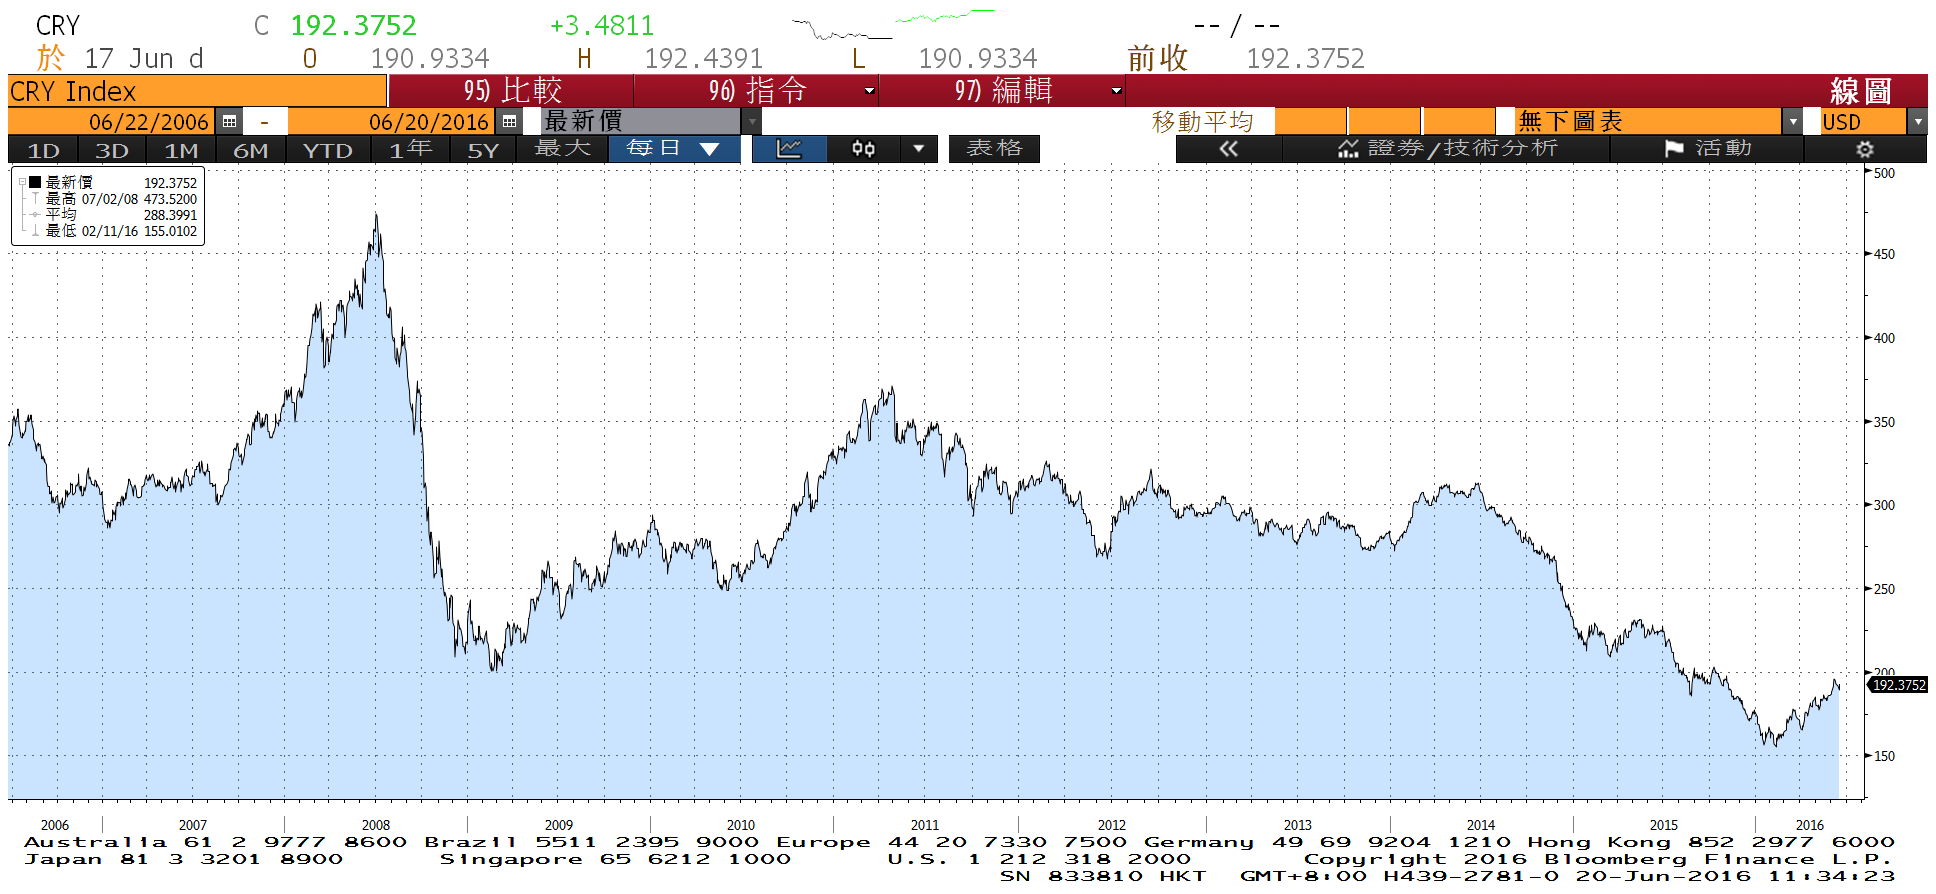 CRY C 192.3752 +3.4811 -- / --
於 17 Jun d O 190.9334 H 192.4391 L 190.9334 前收 192.3752
CRY Index 95) 比較 96) 指令 97) 編輯 線圖
06/22/2006 - 06/20/2016 最新價 移動平均 無下圖表 USD
1D 3D 1M 6M YTD 1年 5Y 最大 每日 表格 « 證券/技術分析 活動
最新價 192.3752
最高 07/02/08 473.5200
平均 288.3991
最低 02/11/16 155.0102
500
450
400
350
300
250
200
192.3752
150
2006 2007 2008 2009 2010 2011 2012 2013 2014 2015 2016
Australia 61 2 9777 8600 Brazil 5511 2395 9000 Europe 44 20 7330 7500 Germany 49 69 9204 1210 Hong Kong 852 2977 6000
Japan 81 3 3201 8900 Singapore 65 6212 1000 U.S. 1 212 318 2000 Copyright 2016 Bloomberg Finance L.P.
SN 833810 HKT GMT+8:00 H439-2781-0 20-Jun-2016 11:34:23